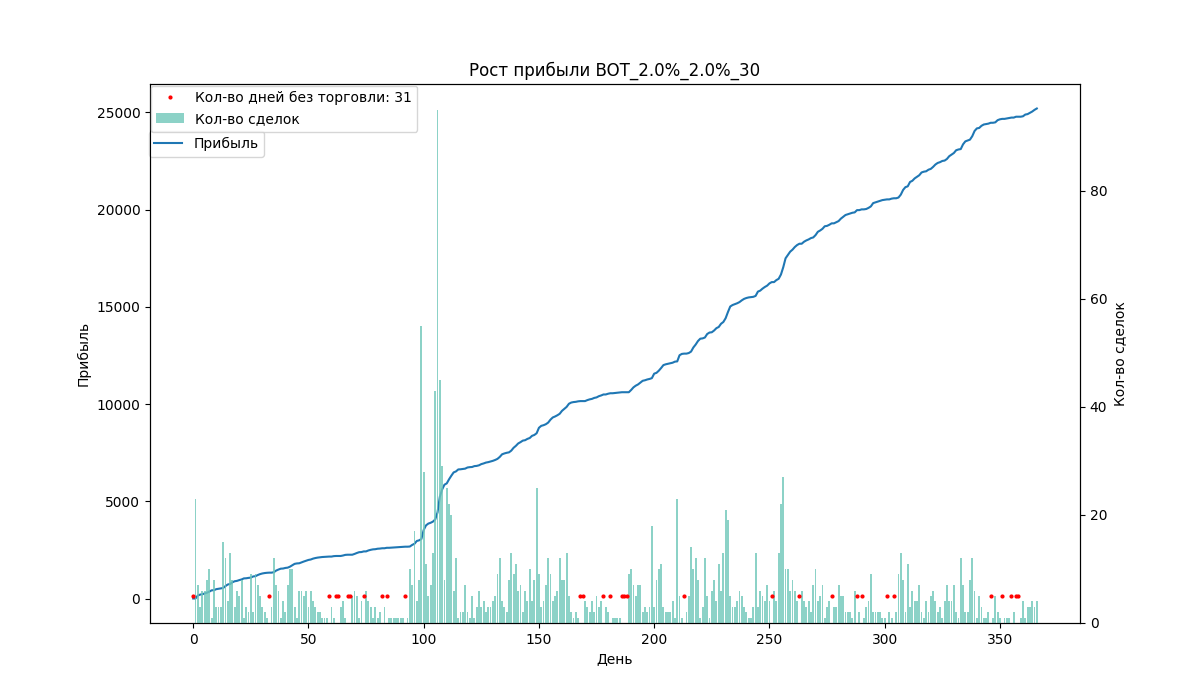 Рост прибыли BOT_2.0%_2.0%_30
Кол-во дней без торговли: 31
Кол-во сделок
Прибыль
25000
20000
15000
10000
5000
0
Прибыль
80
60
40
20
0
Кол-во сделок
0 50 100 150 200 250 300 350
День